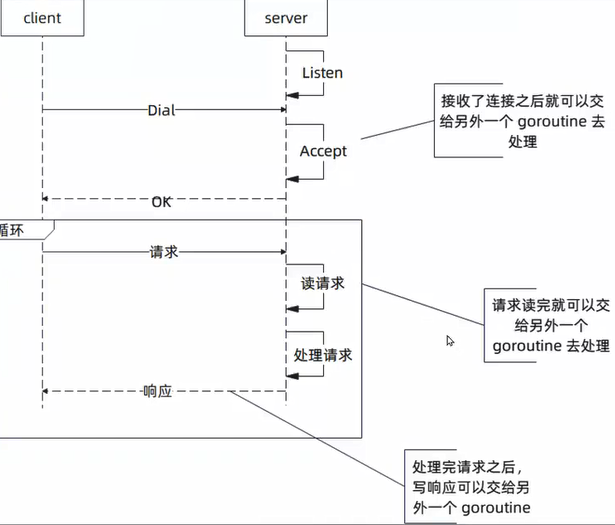 client
server
Listen
Dial
接收了连接之后就可以交
给另外一个 goroutine 去
处理
Accept
OK
循环
请求
读请求
请求读完就可以交
给另外一个
goroutine 去处理
处理请求
响应
处理完请求之后，
写响应可以交给另
外一个 goroutine